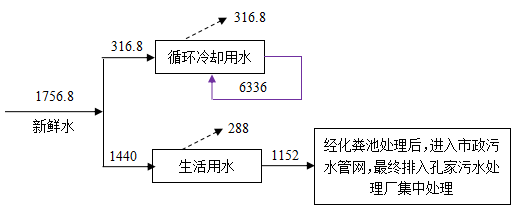 316.8
316.8
循环冷却用水
6336
1756.8
新鲜水
288
1440
生活用水
1152
经化粪池处理后，进入市政污
水管网，最终排入孔家污水处
理厂集中处理